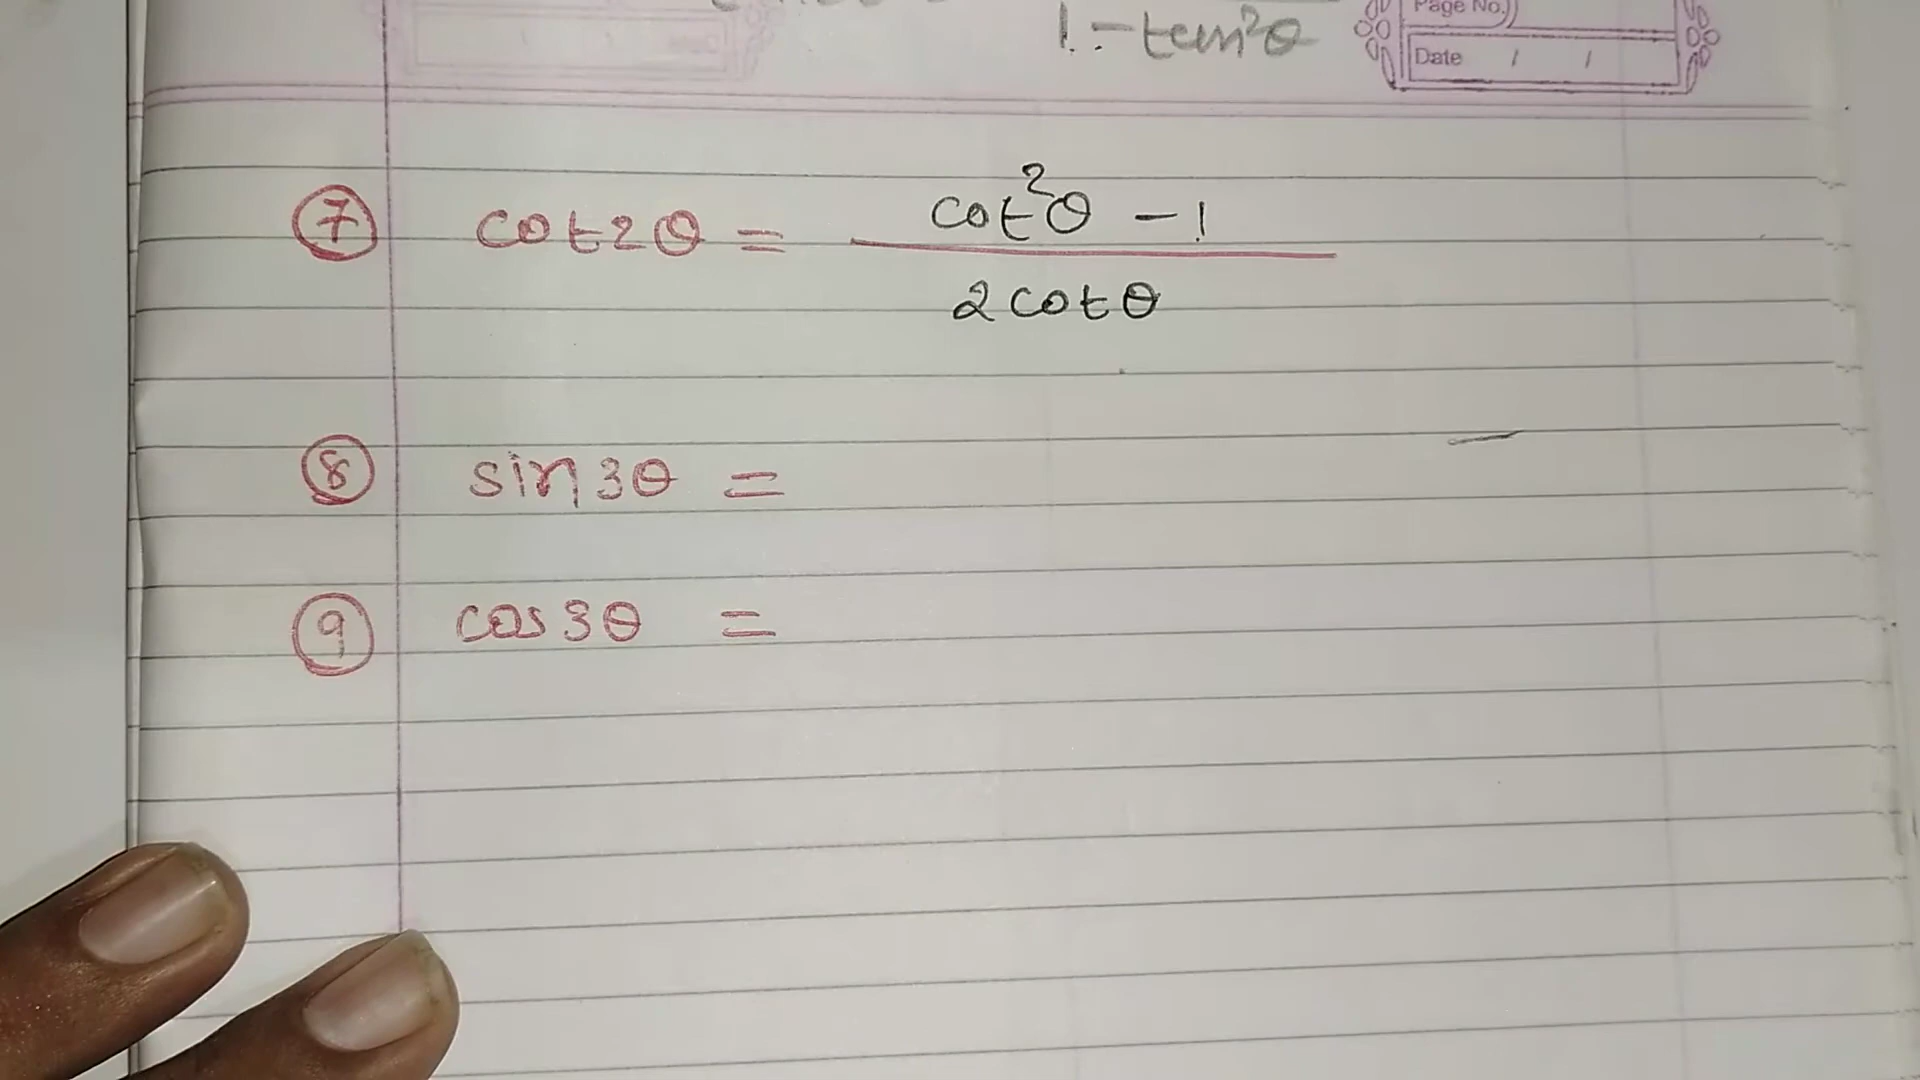 Page No.
1 - tan²θ
Date / /
⑦ cot2θ = cot²θ - 1
2cotθ
⑧ sin3θ =
⑨ cos3θ =